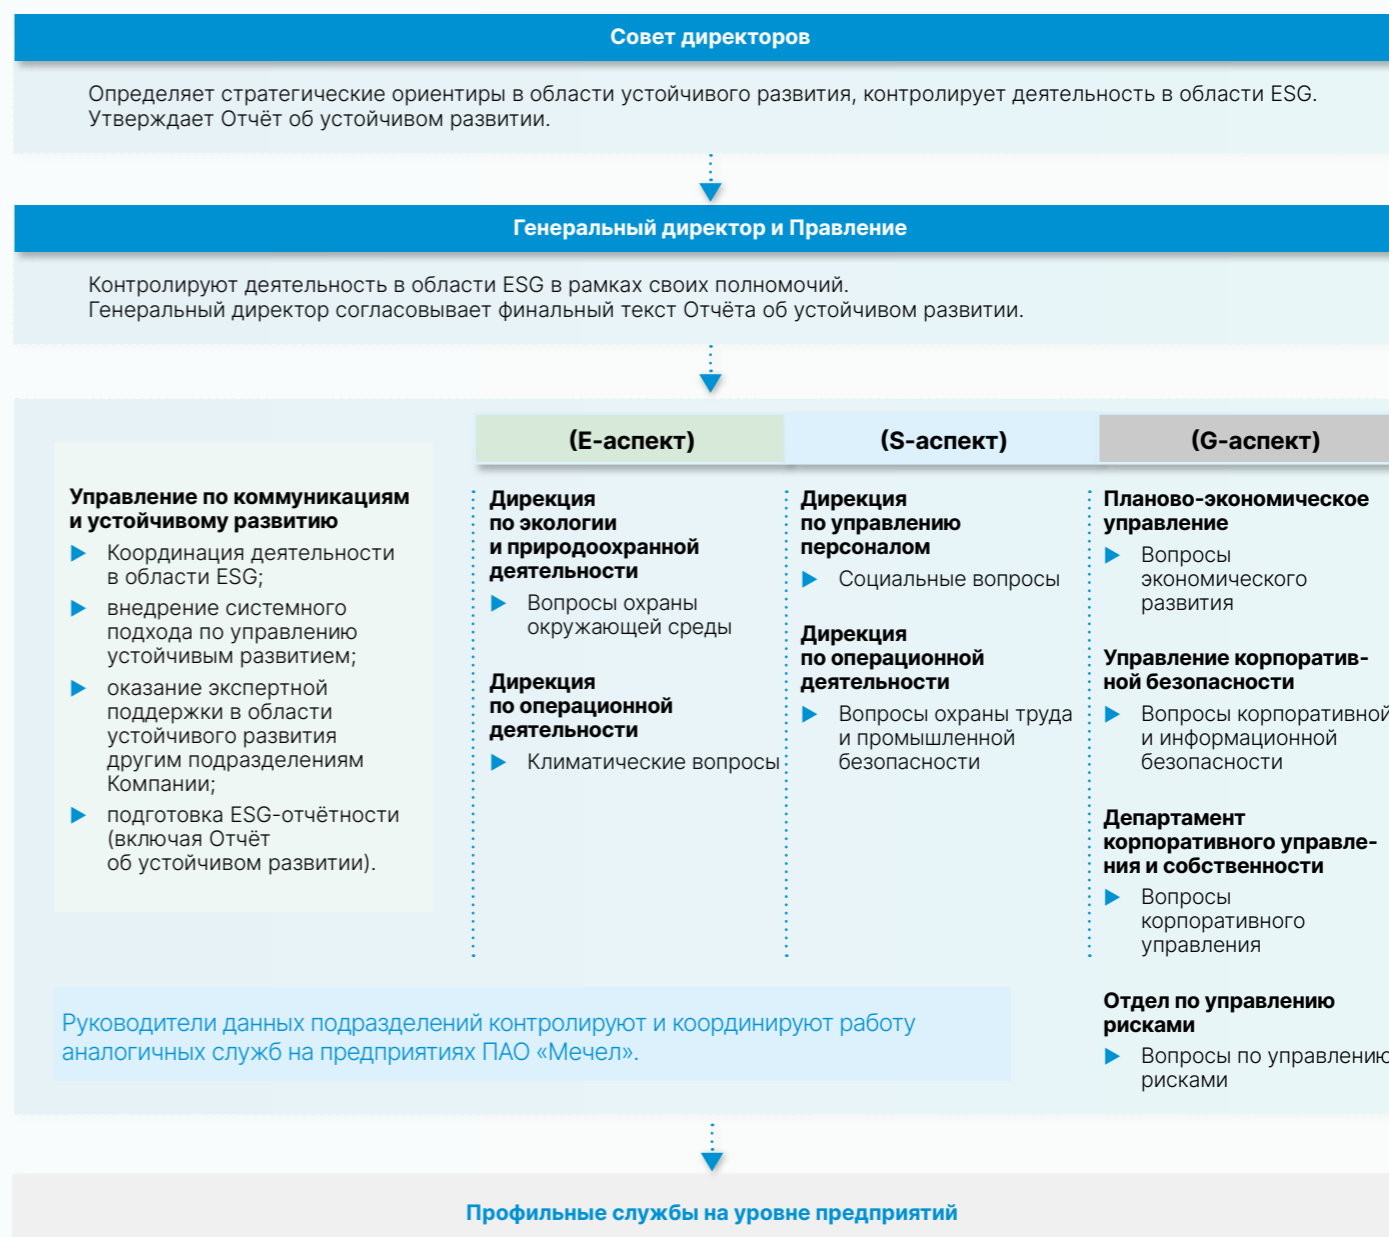 Совет директоров
Определяет стратегические ориентиры в области устойчивого развития, контролирует деятельность в области ESG.
Утверждает Отчёт об устойчивом развитии.
Генеральный директор и Правление
Контролируют деятельность в области ESG в рамках своих полномочий.
Генеральный директор согласовывает финальный текст Отчёта об устойчивом развитии.
Управление по коммуникациям
и устойчивому развитию
Координация деятельности
в области ESG;
внедрение системного
подхода по управлению
устойчивым развитием;
оказание экспертной
поддержки в области
устойчивого развития
другим подразделениям
Компании;
подготовка ESG-отчётности
(включая Отчёт
об устойчивом развитии).
(E-аспект)
Дирекция
по экологии
и природоохранной
деятельности
Вопросы охраны
окружающей среды
Дирекция
по операционной
деятельности
Климатические вопросы
(S-аспект)
Дирекция
по управлению
персоналом
Социальные вопросы
Дирекция
по операционной
деятельности
Вопросы охраны труда
и промышленной
безопасности
(G-аспект)
Планово-экономическое
управление
Вопросы
экономического
развития
Управление корпоратив-
ной безопасности
Вопросы корпоративной
и информационной
безопасности
Департамент
корпоративного управле-
ния и собственности
Вопросы
корпоративного
управления
Отдел по управлению
рисками
Вопросы по управлению
рисками
Руководители данных подразделений контролируют и координируют работу
аналогичных служб на предприятиях ПАО «Мечел».
Профильные службы на уровне предприятий